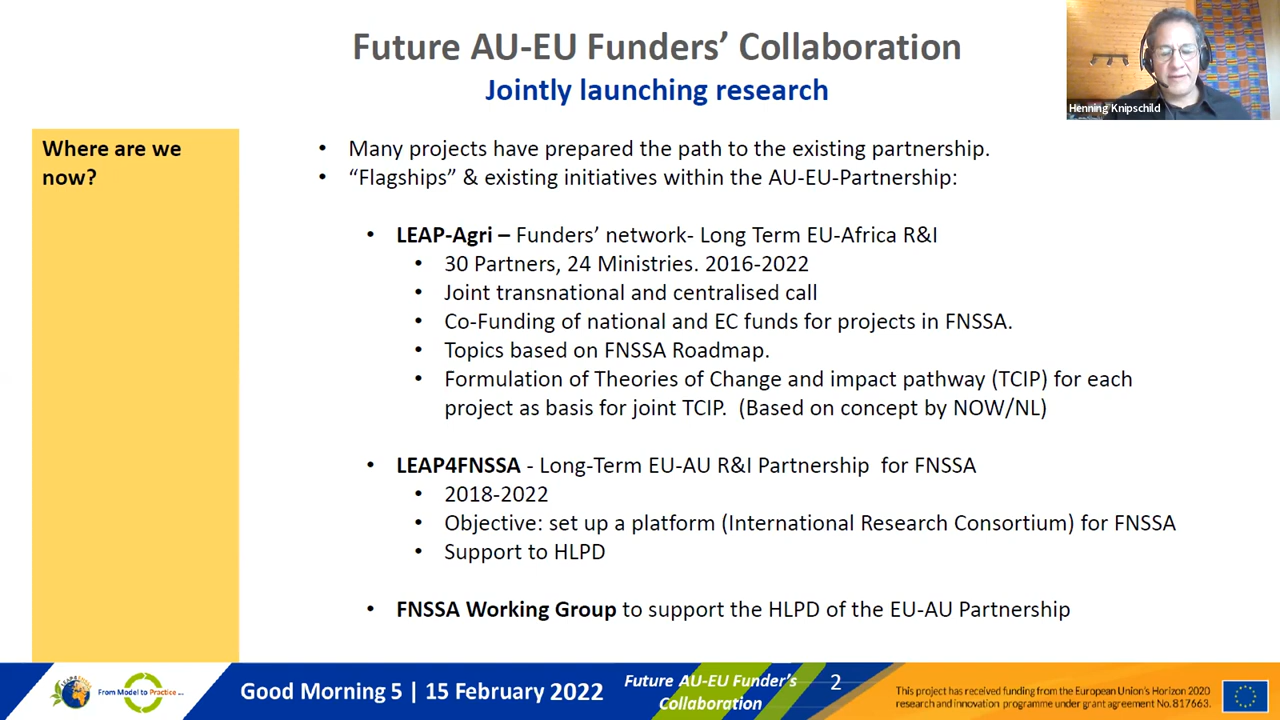 Future AU-EU Funders’ Collaboration
Jointly launching research
Henning Knipschild
Where are we
now?
• Many projects have prepared the path to the existing partnership.
• “Flagships” & existing initiatives within the AU-EU-Partnership:
• LEAP-Agri – Funders’ network- Long Term EU-Africa R&I
• 30 Partners, 24 Ministries. 2016-2022
• Joint transnational and centralised call
• Co-Funding of national and EC funds for projects in FNSSA.
• Topics based on FNSSA Roadmap.
• Formulation of Theories of Change and impact pathway (TCIP) for each
project as basis for joint TCIP. (Based on concept by NOW/NL)
• LEAP4FNSSA - Long-Term EU-AU R&I Partnership for FNSSA
• 2018-2022
• Objective: set up a platform (International Research Consortium) for FNSSA
• Support to HLPD
• FNSSA Working Group to support the HLPD of the EU-AU Partnership
From Model to Practice
Good Morning 5 | 15 February 2022
Future AU-EU Funder’s
Collaboration
2
This project has received funding from the European Union’s Horizon 2020
research and innovation programme under grant agreement No. 817663.